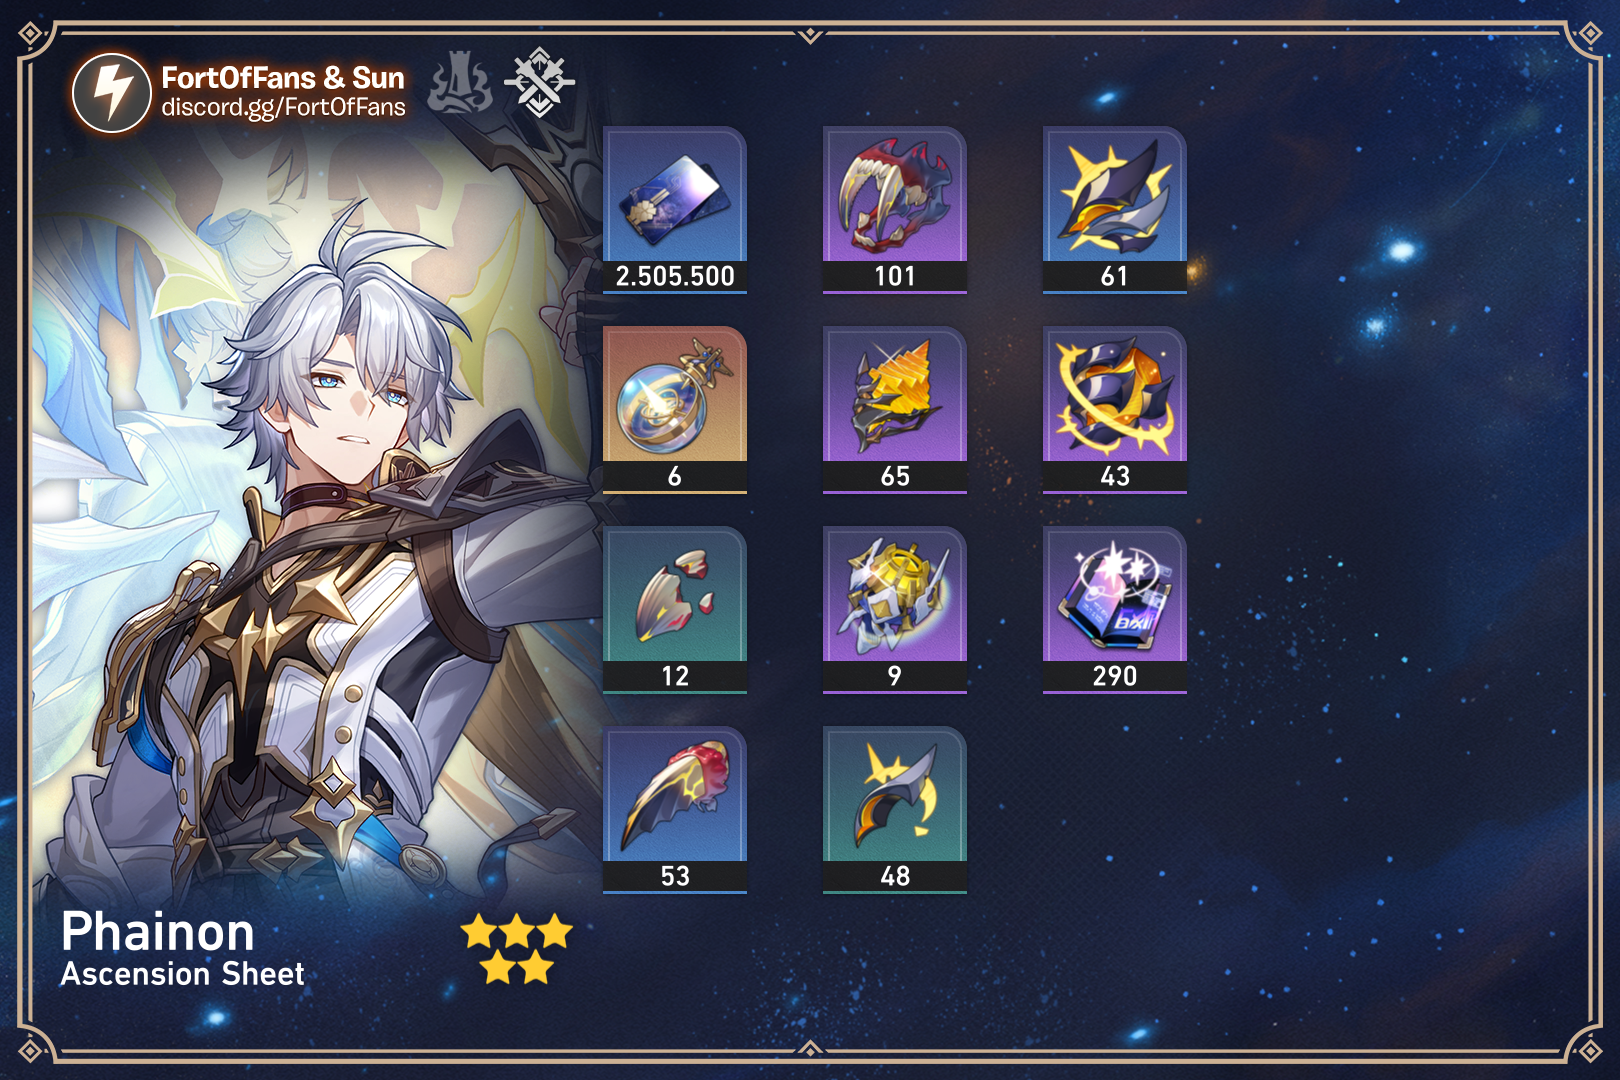 FortOfFans & Sun
discord.gg/FortOfFans
2.505.500
101
61
6
65
43
12
9
290
53
48
Phainon
Ascension Sheet